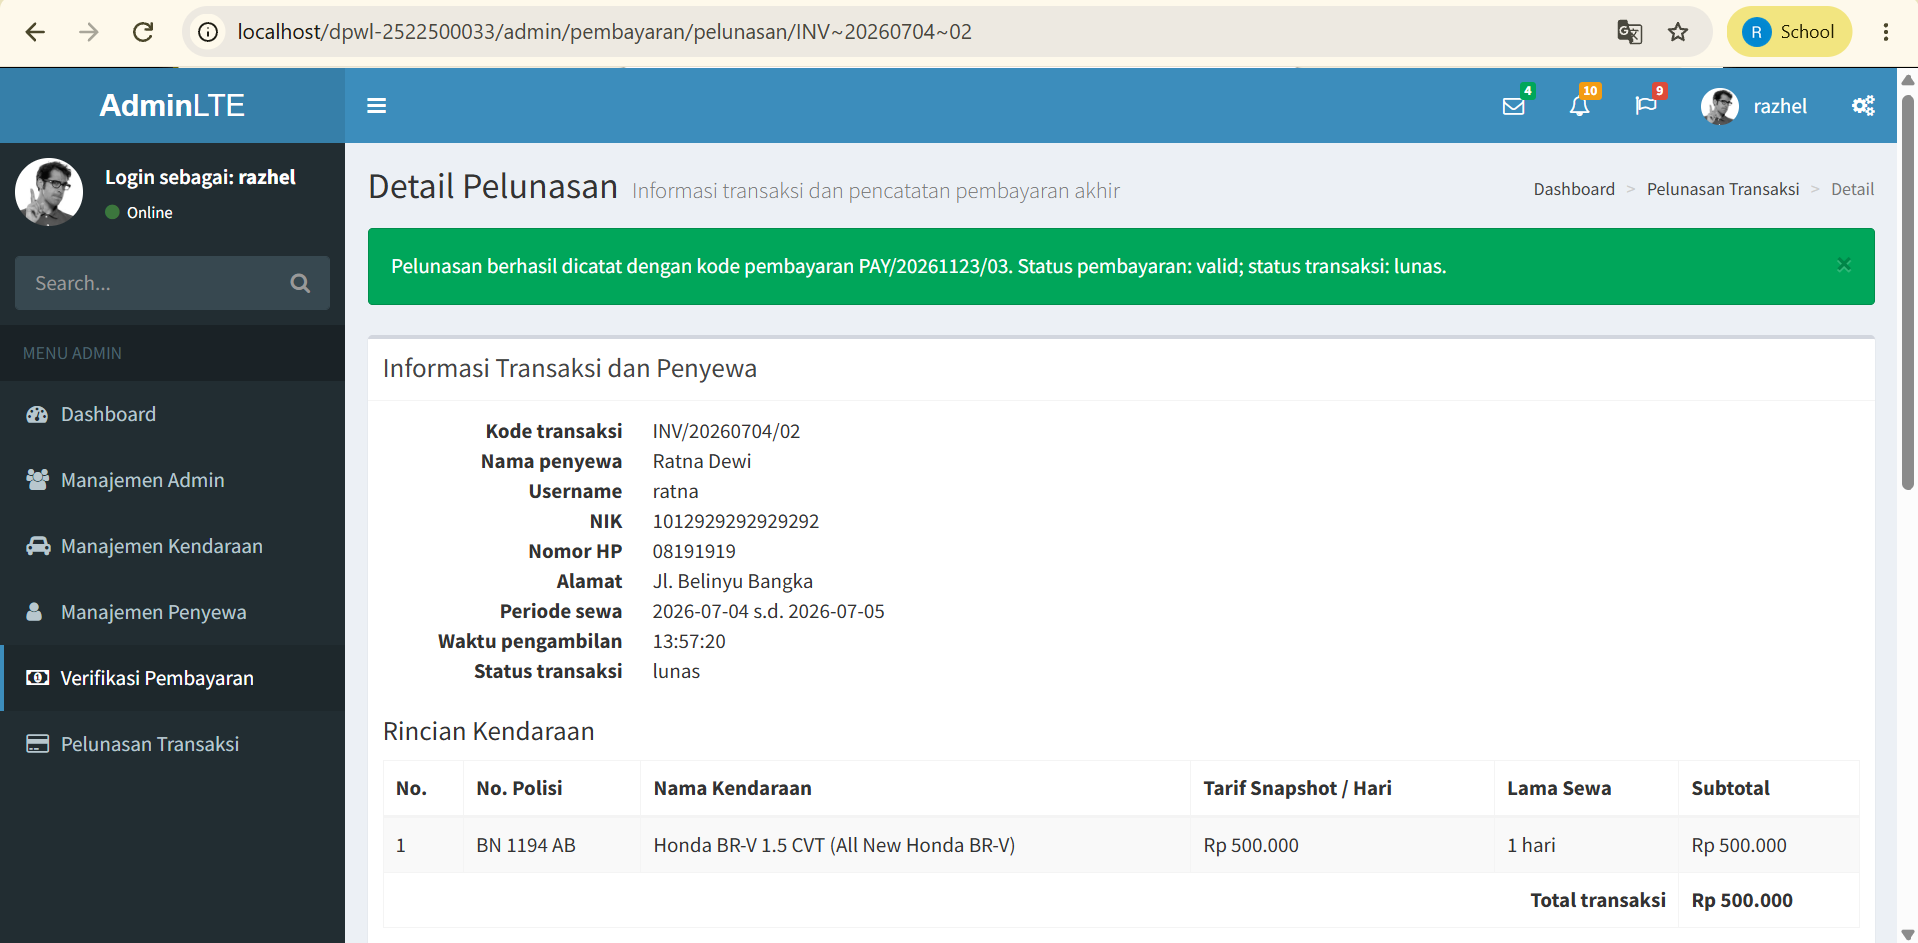 localhost/dpwl-2522500033/admin/pembayaran/pelunasan/INV~20260704~02
R School
AdminLTE
4
10
9
razhel
Login sebagai: razhel
Online
Search...
MENU ADMIN
Dashboard
Manajemen Admin
Manajemen Kendaraan
Manajemen Penyewa
Verifikasi Pembayaran
Pelunasan Transaksi
Detail Pelunasan Informasi transaksi dan pencatatan pembayaran akhir
Dashboard > Pelunasan Transaksi > Detail
Pelunasan berhasil dicatat dengan kode pembayaran PAY/20261123/03. Status pembayaran: valid; status transaksi: lunas. ×
Informasi Transaksi dan Penyewa
Kode transaksi INV/20260704/02
Nama penyewa Ratna Dewi
Username ratna
NIK 1012929292929292
Nomor HP 08191919
Alamat Jl. Belinyu Bangka
Periode sewa 2026-07-04 s.d. 2026-07-05
Waktu pengambilan 13:57:20
Status transaksi lunas
Rincian Kendaraan
No. No. Polisi Nama Kendaraan Tarif Snapshot / Hari Lama Sewa Subtotal
1 BN 1194 AB Honda BR-V 1.5 CVT (All New Honda BR-V) Rp 500.000 1 hari Rp 500.000
Total transaksi Rp 500.000